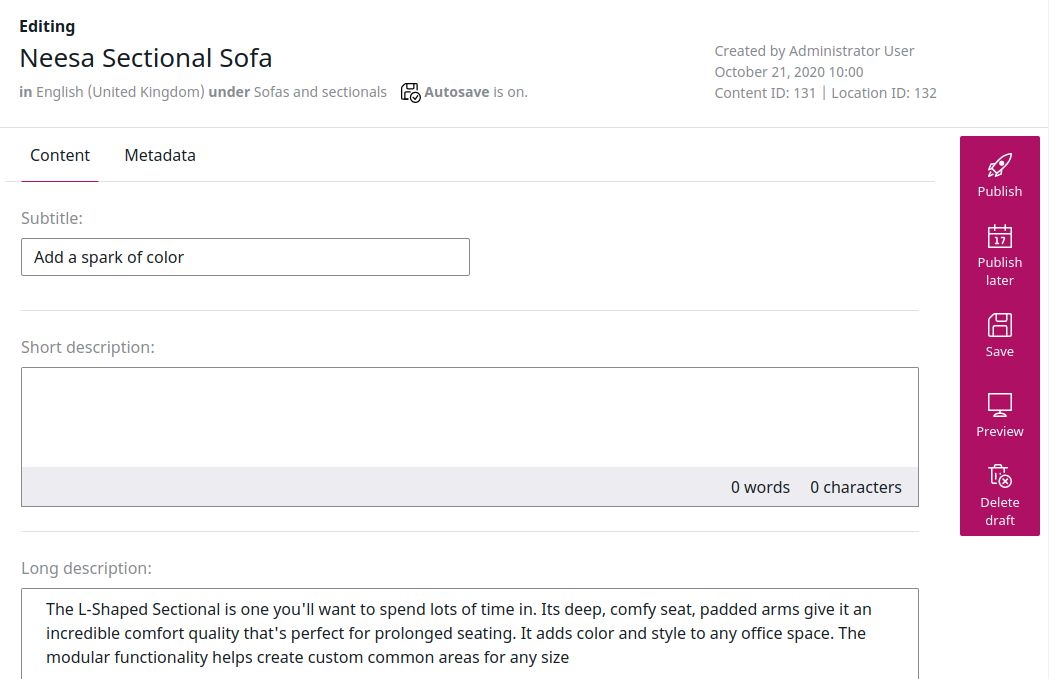 Editing
Neesa Sectional Sofa
in English (United Kingdom) under Sofas and sectionals Autosave is on.
Created by Administrator User
October 21, 2020 10:00
Content ID: 131 | Location ID: 132
Content Metadata
Subtitle:
Add a spark of color
Short description:
0 words 0 characters
Long description:
The L-Shaped Sectional is one you'll want to spend lots of time in. Its deep, comfy seat, padded arms give it an
incredible comfort quality that's perfect for prolonged seating. It adds color and style to any office space. The
modular functionality helps create custom common areas for any size
Publish
17
Publish
later
Save
Preview
Delete
draft